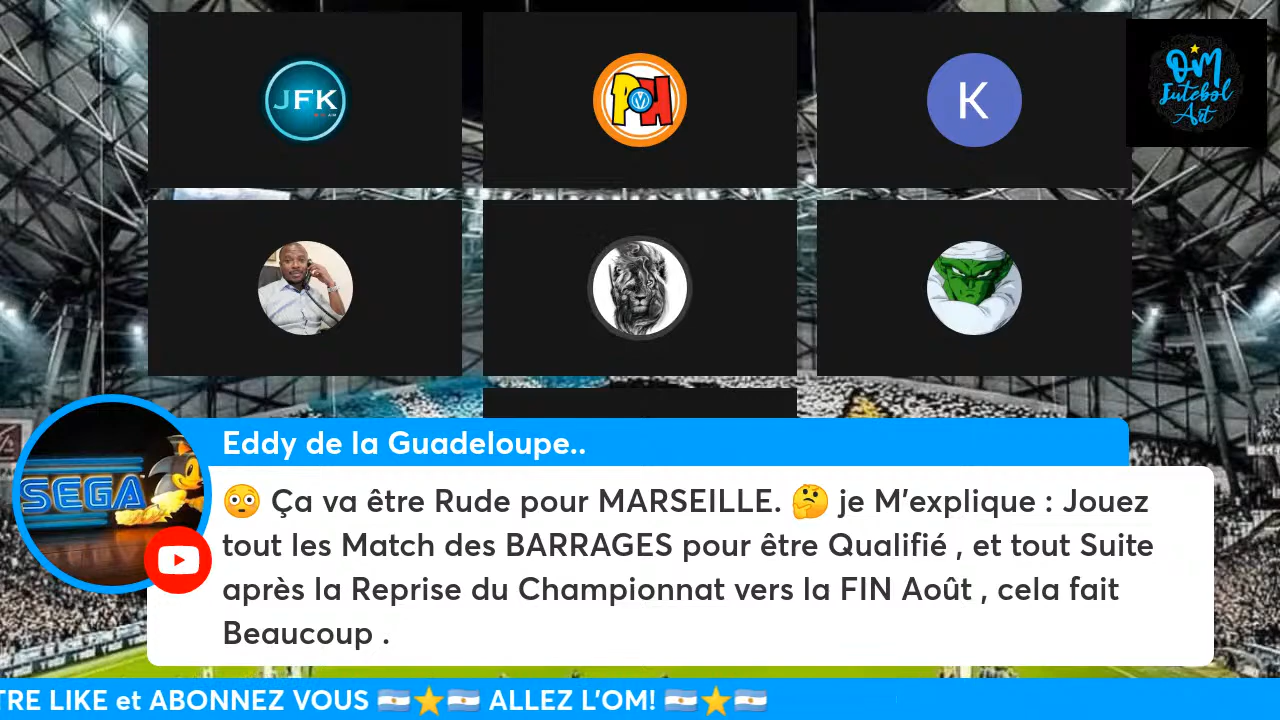 JFK
PH
K
OM
Futebol
Art
Eddy de la Guadeloupe..
😳 Ça va être Rude pour MARSEILLE. 🤔 je M'explique : Jouez
tout les Match des BARRAGES pour être Qualifié , et tout Suite
après la Reprise du Championnat vers la FIN Août , cela fait
Beaucoup .
SEGA
TRE LIKE et ABONNEZ VOUS 🇦🇷⭐🇦🇷 ALLEZ L'OM! 🇦🇷⭐🇦🇷